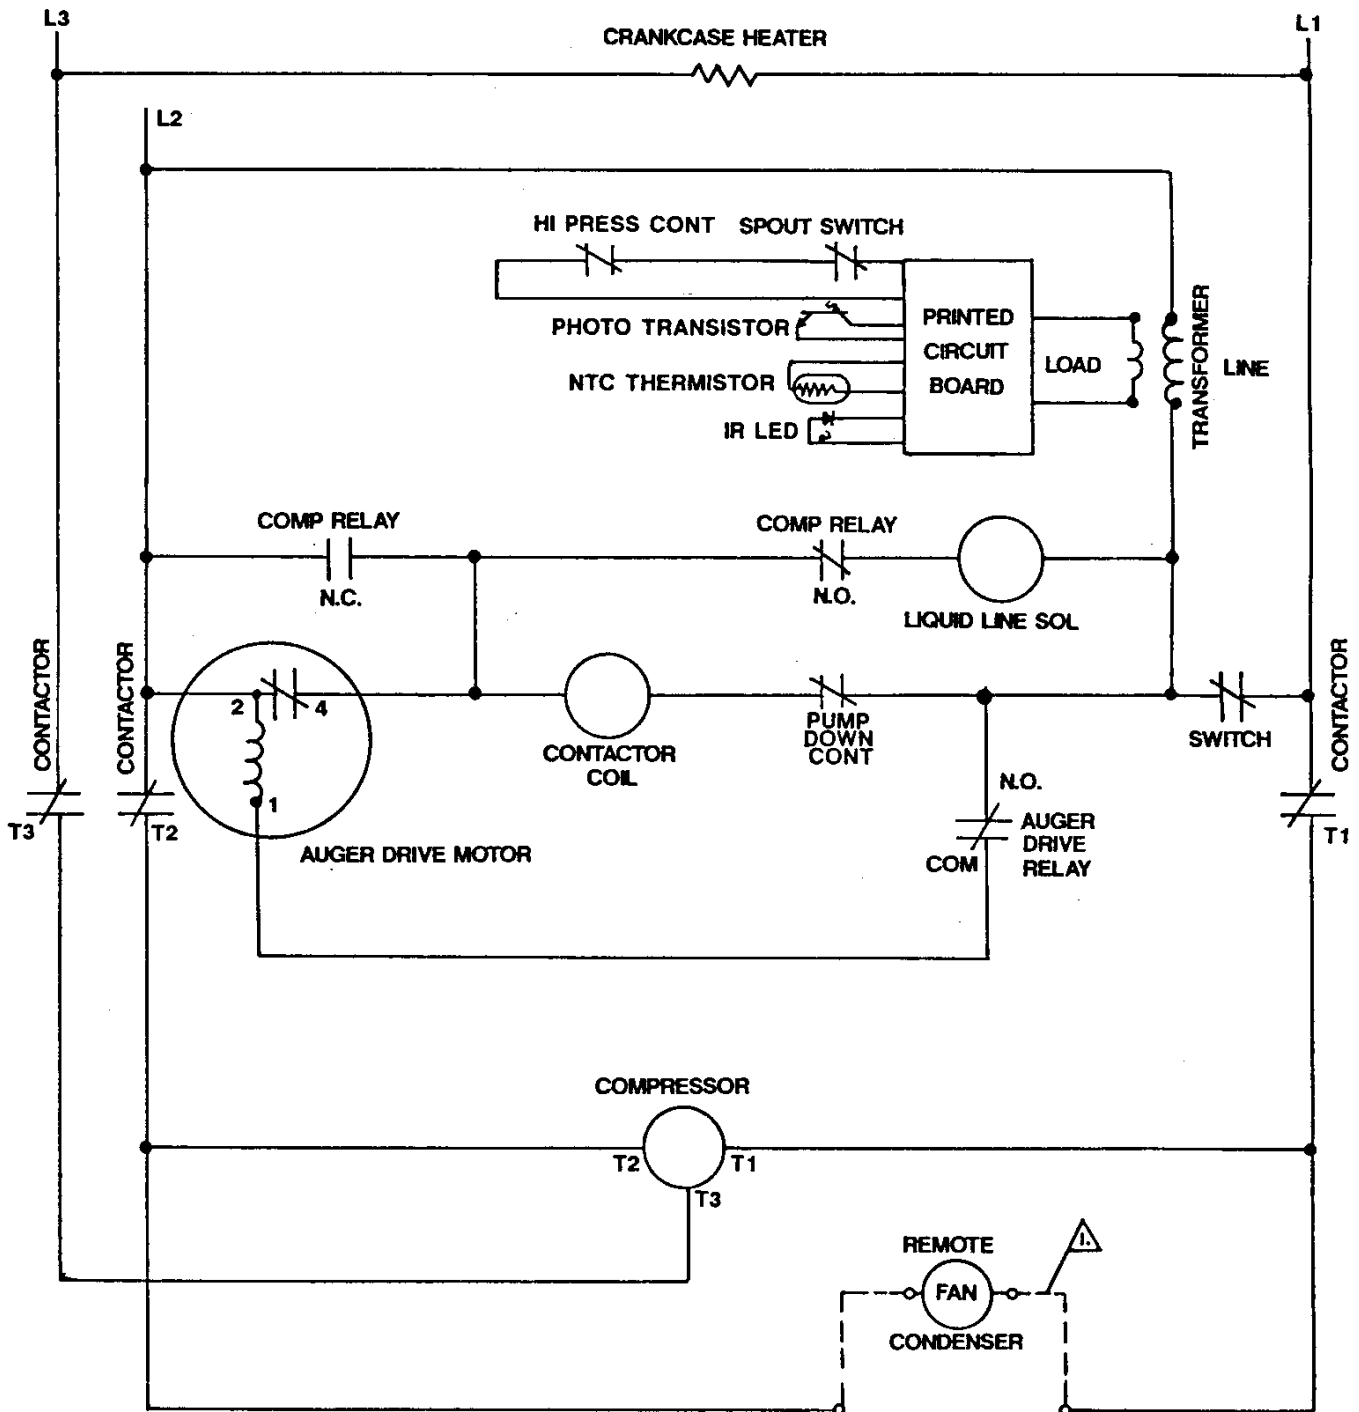 L3
L1
CRANKCASE HEATER
L2
HI PRESS CONT
SPOUT SWITCH
PHOTO TRANSISTOR
NTC THERMISTOR
IR LED
PRINTED
CIRCUIT
BOARD
LOAD
TRANSFORMER
LINE
COMP RELAY
N.C.
COMP RELAY
N.O.
LIQUID LINE SOL
CONTACTOR
CONTACTOR
2
4
1
AUGER DRIVE MOTOR
CONTACTOR
COIL
PUMP
DOWN
CONT
SWITCH
CONTACTOR
N.O.
AUGER
DRIVE
RELAY
COM
T3
T2
T1
COMPRESSOR
T2
T1
T3
REMOTE
FAN
CONDENSER
1.